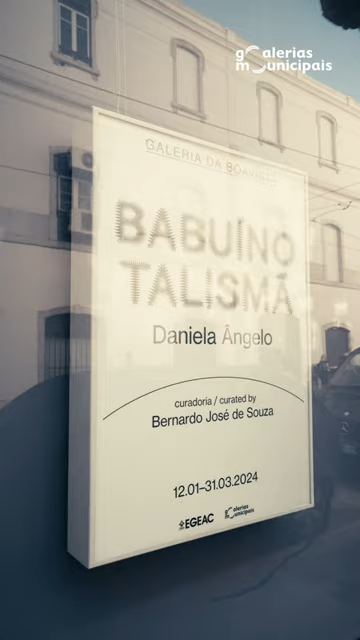 galerias
municipais
GALERIA DA BOAVISTA
BABUÍNO
TALISMÃ
Daniela Ângelo
curadoria / curated by
Bernardo José de Souza
12.01–31.03.2024
EGEAC
galerias
municipais